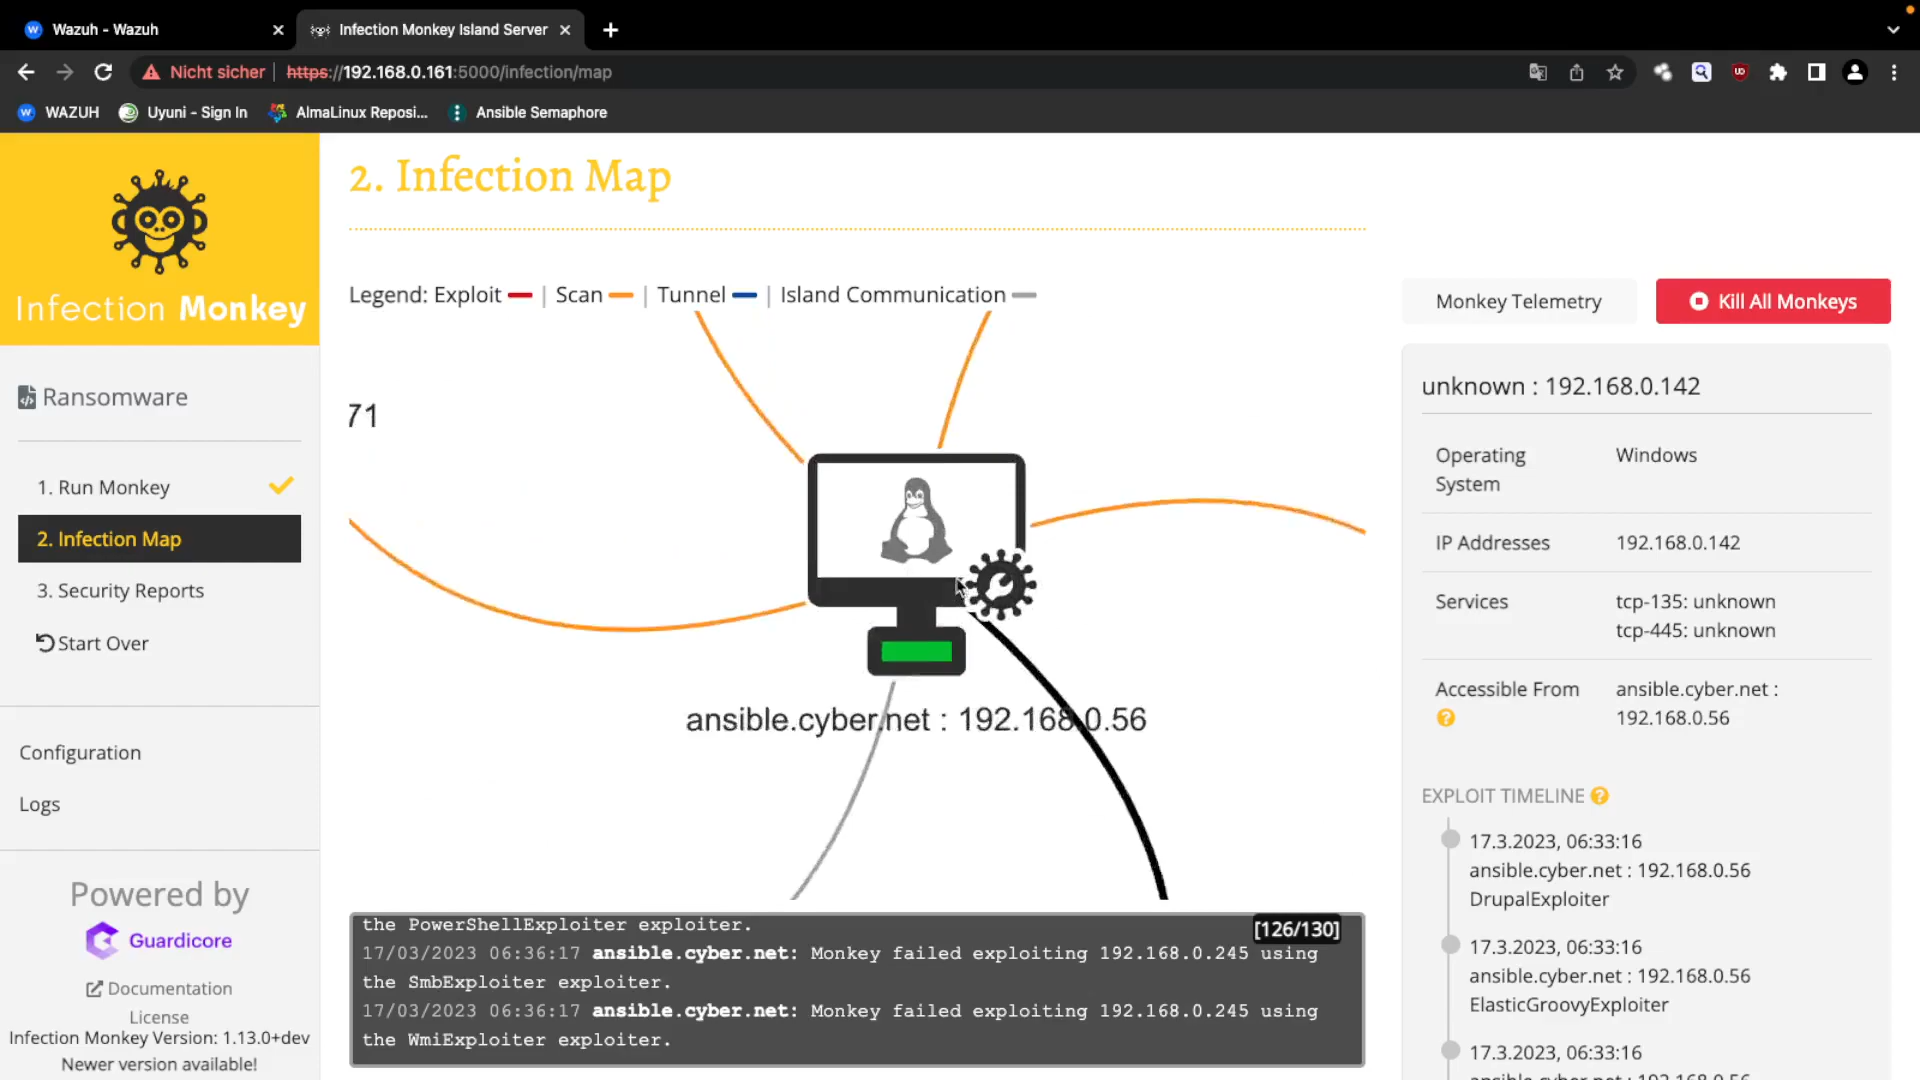 Wazuh - Wazuh
Infection Monkey Island Server
Nicht sicher
https://192.168.0.161:5000/infection/map
WAZUH
Uyuni - Sign In
AlmaLinux Reposi...
Ansible Semaphore
Infection Monkey
Ransomware
1. Run Monkey
2. Infection Map
3. Security Reports
Start Over
Configuration
Logs
Powered by
Guardicore
Documentation
License
Infection Monkey Version: 1.13.0+dev
Newer version available!
2. Infection Map
Legend: Exploit | Scan | Tunnel | Island Communication
71
ansible.cyber.net : 192.168.0.56
the PowerShellExploiter exploiter.
[126/130]
17/03/2023 06:36:17 ansible.cyber.net: Monkey failed exploiting 192.168.0.245 using
the SmbExploiter exploiter.
17/03/2023 06:36:17 ansible.cyber.net: Monkey failed exploiting 192.168.0.245 using
the WmiExploiter exploiter.
Monkey Telemetry
Kill All Monkeys
unknown : 192.168.0.142
Operating
System
Windows
IP Addresses
192.168.0.142
Services
tcp-135: unknown
tcp-445: unknown
Accessible From
?
ansible.cyber.net :
192.168.0.56
EXPLOIT TIMELINE ?
17.3.2023, 06:33:16
ansible.cyber.net : 192.168.0.56
DrupalExploiter
17.3.2023, 06:33:16
ansible.cyber.net : 192.168.0.56
ElasticGroovyExploiter
17.3.2023, 06:33:16